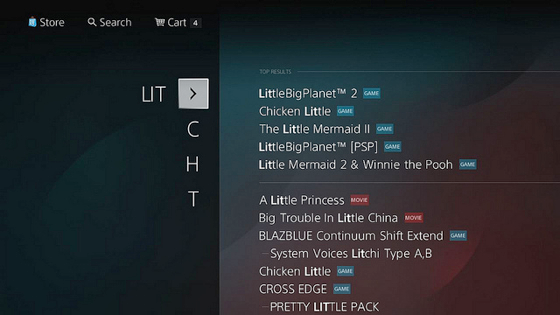 Store Search Cart 4
LIT >
C
H
T
TOP RESULTS
LittleBigPlanet™ 2 GAME
Chicken Little GAME
The Little Mermaid II GAME
LittleBigPlanet™ [PSP] GAME
Little Mermaid 2 & Winnie the Pooh GAME
A Little Princess MOVIE
Big Trouble In Little China MOVIE
BLAZBLUE Continuum Shift Extend GAME
–System Voices Litchi Type A,B
Chicken Little GAME
CROSS EDGE GAME
–PRETTY LITTLE PACK